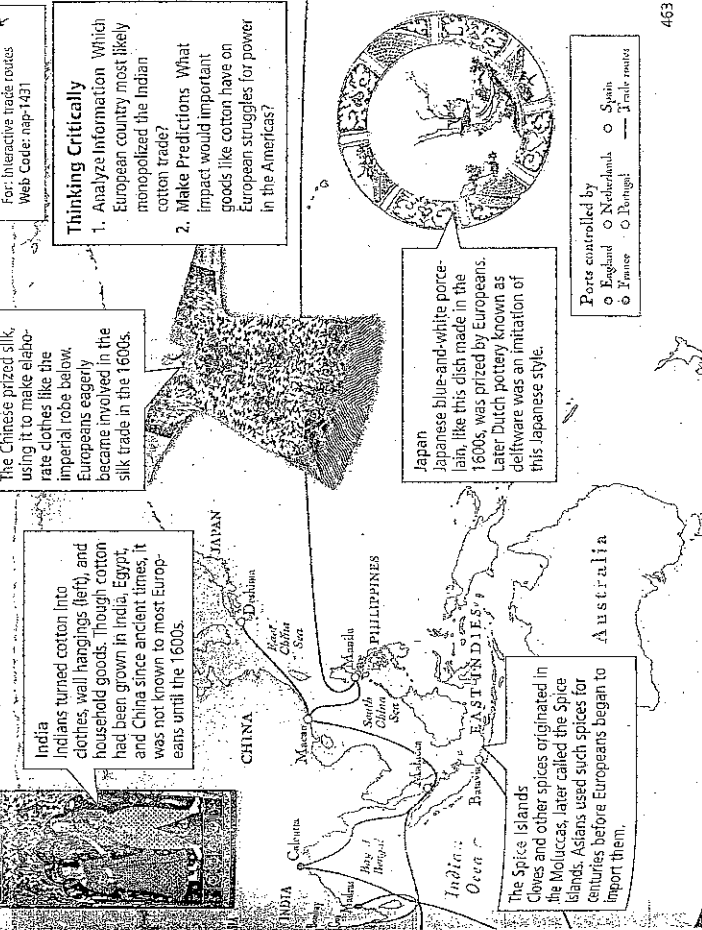 For: Interactive trade routes
Web Code: nap-1431
Thinking Critically
1. Analyze Information Which
European country most likely
monopolized the Indian
cotton trade?
2. Make Predictions What
impact would important
goods like cotton have on
European struggles for power
in the Americas?
The Chinese prized silk,
using it to make elabo-
rate clothes like the
imperial robe below.
Europeans eagerly
became involved in the
silk trade in the 1600s.
India
Indians turned cotton into
clothes, wall hangings (left), and
household goods. Though cotton
had been grown in India, Egypt,
and China since ancient times, it
was not known to most Europ-
eans until the 1600s.
Japan
Japanese blue-and-white porce-
lain, like this dish made in the
1600s, was prized by Europeans.
Later Dutch pottery known as
delftware was an imitation of
this Japanese style.
Ports controlled by
England
Netherlands
Spain
France
Portugal
Trade routes
JAPAN
Deshima
East
China
Sea
CHINA
Macao
Manila
PHILIPPINES
South
China
Sea
INDIA
Calcutta
Bay of
Bengal
Madras
Malacca
EAST INDIES
Batavia
Indian
Australia
The Spice Islands
Cloves and other spices originated in
the Moluccas, later called the Spice
Islands. Asians used such spices for
centuries before Europeans began to
import them.
463